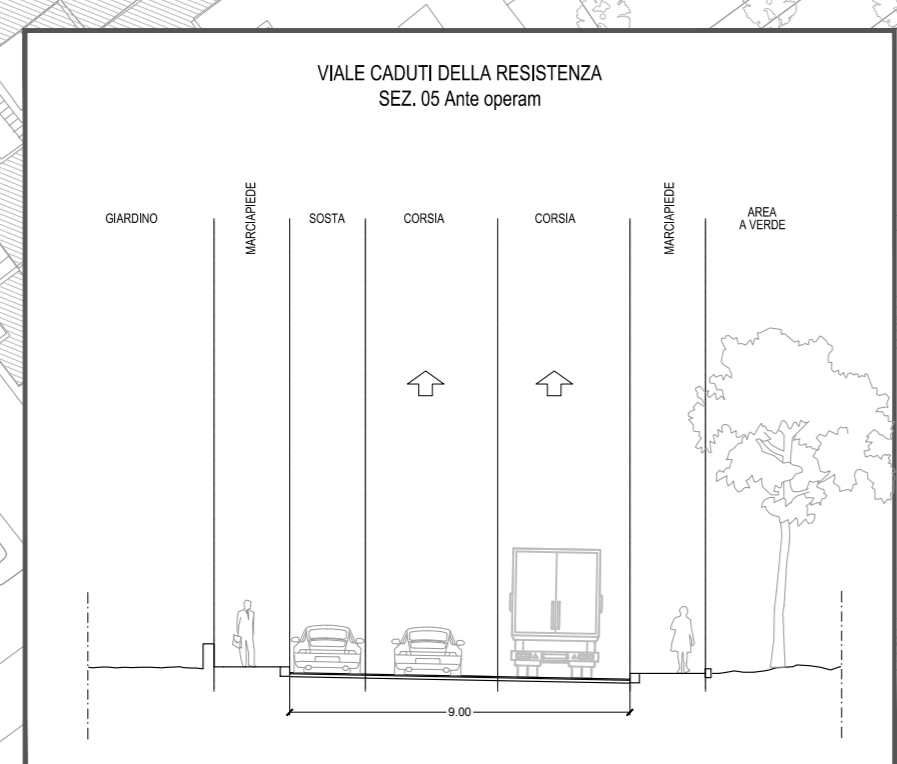 VIALE CADUTI DELLA RESISTENZA
SEZ. 05 Ante operam
GIARDINO
MARCIAPIEDE
SOSTA
CORSIA
CORSIA
MARCIAPIEDE
AREA
A VERDE
9.00